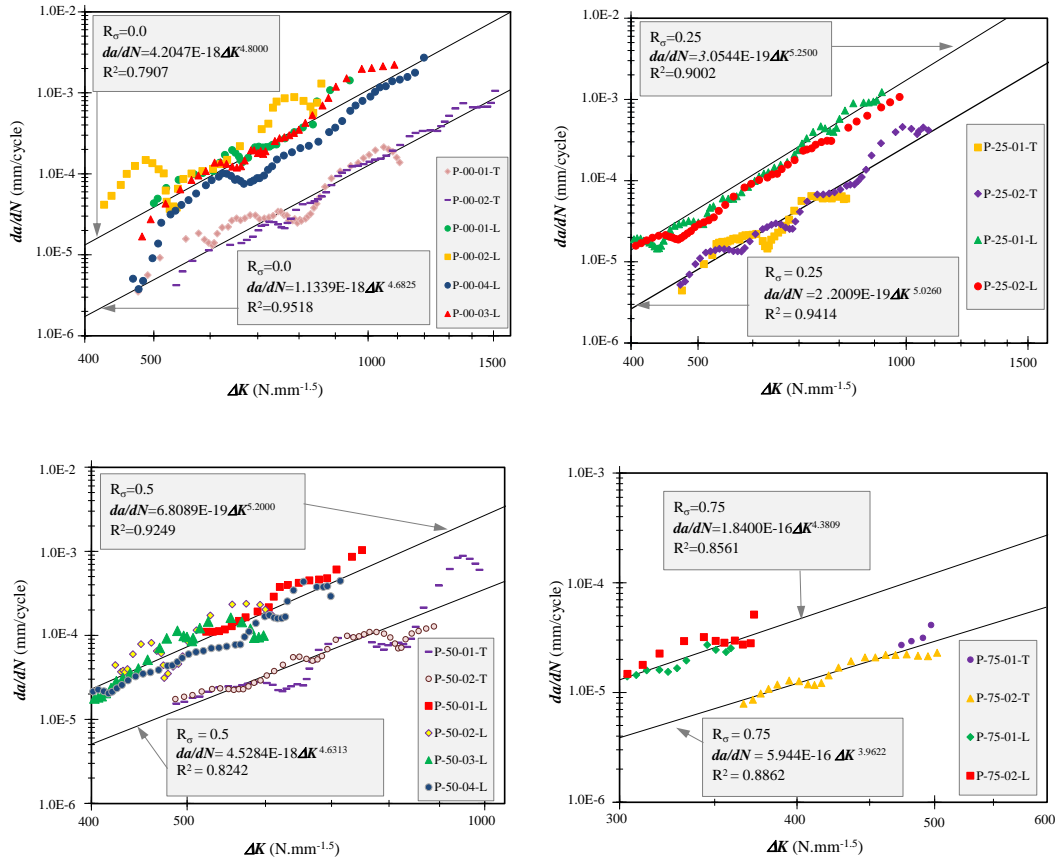 1.0E-2
1.0E-3
1.0E-4
1.0E-5
1.0E-6
da/dN (mm/cycle)
Rσ=0.0
da/dN=4.2047E-18ΔK4.8000
R2=0.7907
Rσ=0.0
da/dN=1.1339E-18ΔK 4.6825
R2=0.9518
P-00-01-T
P-00-02-T
P-00-01-L
P-00-02-L
P-00-04-L
P-00-03-L
400
500
1000
1500
ΔK (N.mm-1.5)
1.0E-2
1.0E-3
1.0E-4
1.0E-5
1.0E-6
da/dN (mm/cycle)
Rσ=0.25
da/dN=3.0544E-19ΔK5.2500
R2=0.9002
Rσ = 0.25
da/dN=2 .2009E-19ΔK5.0260
R2 = 0.9414
P-25-01-T
P-25-02-T
P-25-01-L
P-25-02-L
400
500
1000
1500
ΔK (N.mm-1.5)
1.0E-2
1.0E-3
1.0E-4
1.0E-5
1.0E-6
da/dN (mm/cycle)
Rσ=0.5
da/dN=6.8089E-19ΔK5.2000
R2=0.9249
Rσ = 0.5
da/dN= 4.5284E-18ΔK4.6313
R2 = 0.8242
P-50-01-T
P-50-02-T
P-50-01-L
P-50-02-L
P-50-03-L
P-50-04-L
400
500
1000
ΔK (N.mm-1.5)
1.0E-3
1.0E-4
1.0E-5
1.0E-6
da/dN (mm/cycle)
Rσ=0.75
da/dN=1.8400E-16ΔK4.3809
R2=0.8561
Rσ = 0.75
da/dN = 5.944E-16 ΔK 3.9622
R2 = 0.8862
P-75-01-T
P-75-02-T
P-75-01-L
P-75-02-L
300
400
500
600
ΔK (N.mm-1.5)